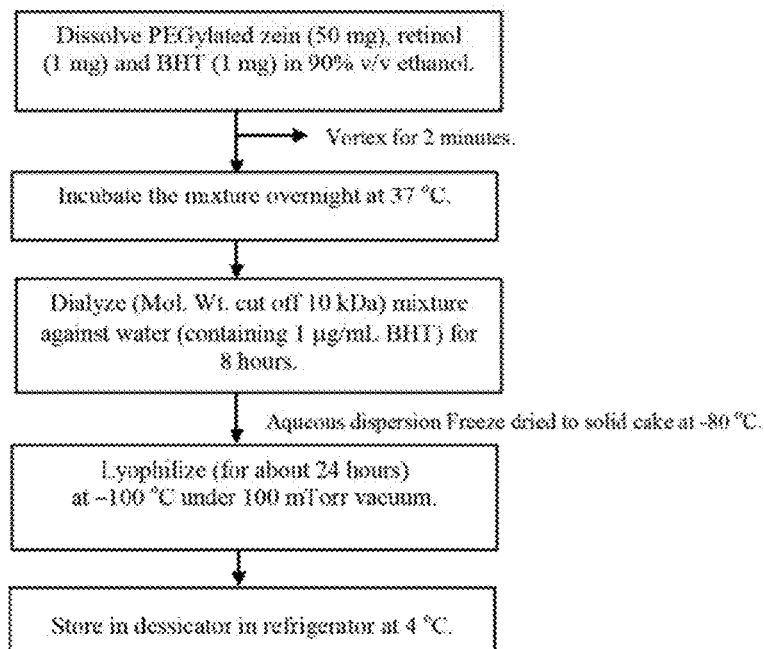 Dissolve PEGylated zein (50 mg), retinol
(1 mg) and BHT (1 mg) in 90% v/v ethanol.
Vortex for 2 minutes.
Incubate the mixture overnight at 37 °C.
Dialyze (Mol. Wt. cut off 10 kDa) mixture
against water (containing 1 µg/mL BHT) for
8 hours.
Aqueous dispersion Freeze dried to solid cake at -80 °C.
Lyophilize (for about 24 hours)
at -100 °C under 100 mTorr vacuum.
Store in dessicator in refrigerator at 4 °C.